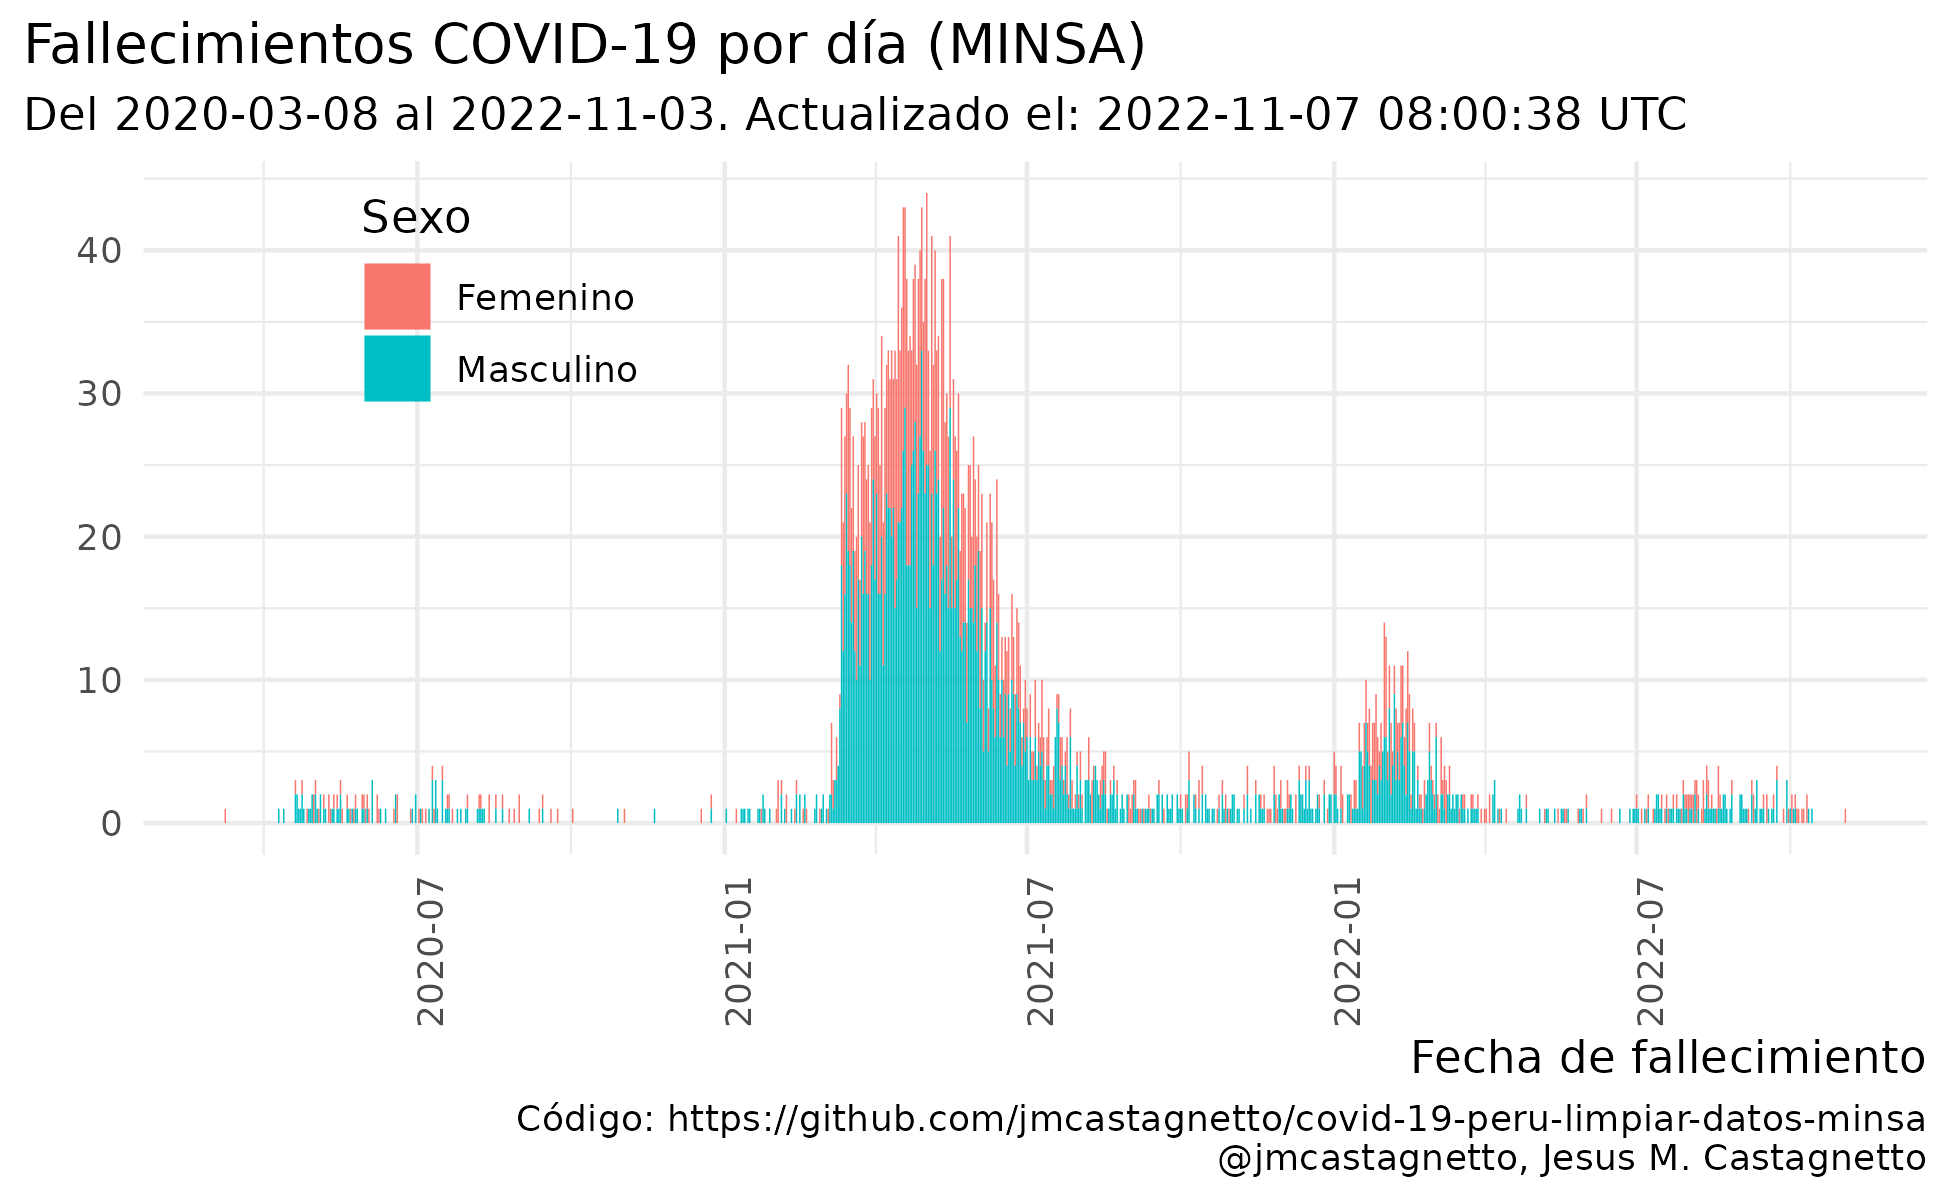 Fallecimientos COVID-19 por día (MINSA)
Del 2020-03-08 al 2022-11-03. Actualizado el: 2022-11-07 08:00:38 UTC
Sexo
Femenino
Masculino
40
30
20
10
0
2020-07
2021-01
2021-07
2022-01
2022-07
Fecha de fallecimiento
Código: https://github.com/jmcastagnetto/covid-19-peru-limpiar-datos-minsa
@jmcastagnetto, Jesus M. Castagnetto